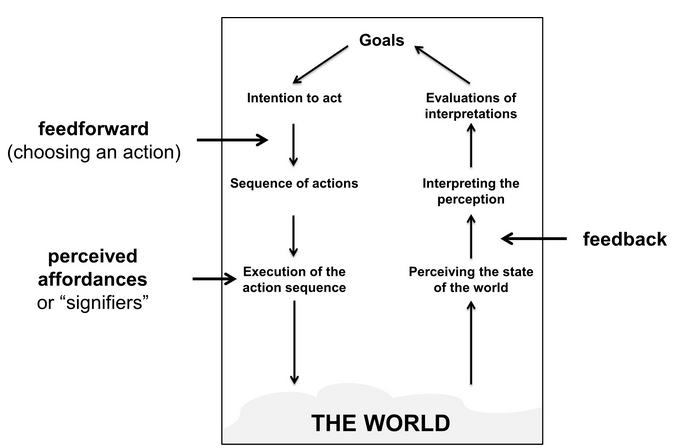 Goals
Intention to act
Evaluations of
interpretations
feedforward
(choosing an action)
Sequence of actions
Interpreting the
perception
feedback
perceived
affordances
or “signifiers”
Execution of the
action sequence
Perceiving the state
of the world
THE WORLD